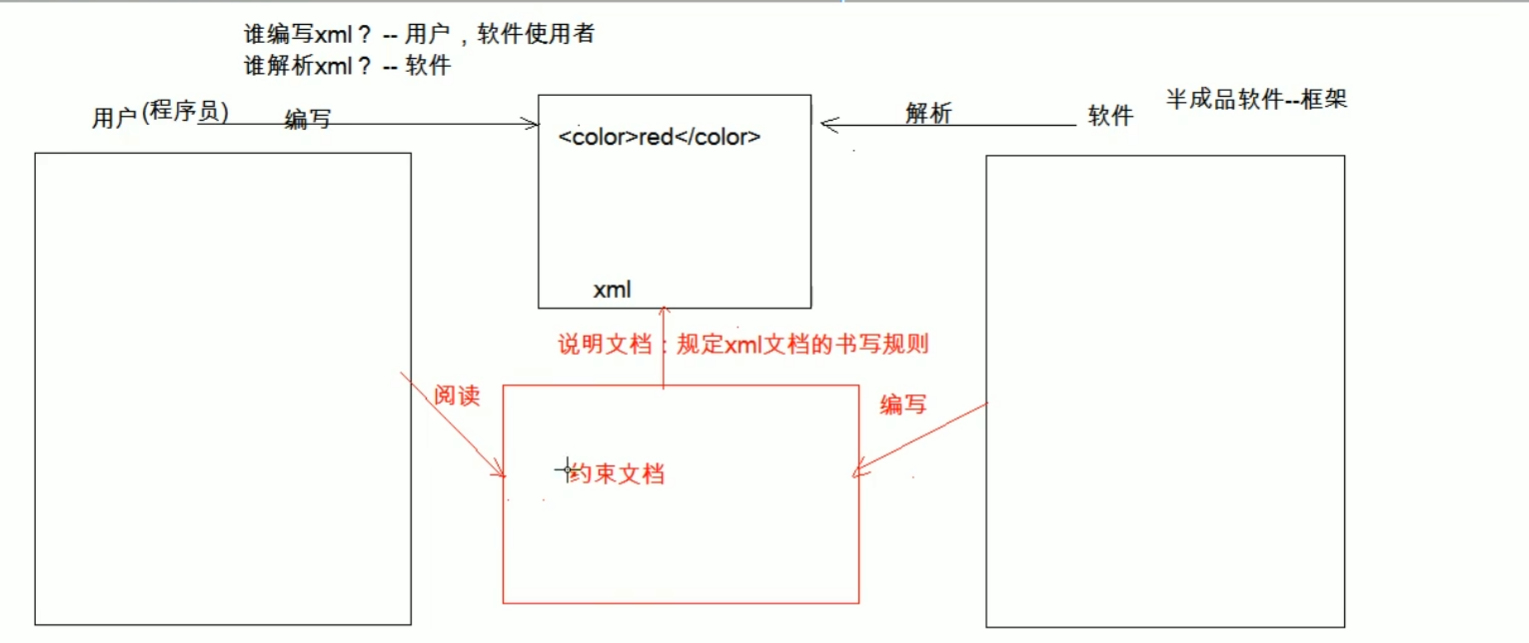 谁编写xml？-- 用户，软件使用者
谁解析xml？-- 软件
用户(程序员)
编写
<color>red</color>
xml
解析
软件
半成品软件--框架
说明文档：规定xml文档的书写规则
阅读
编写
约束文档